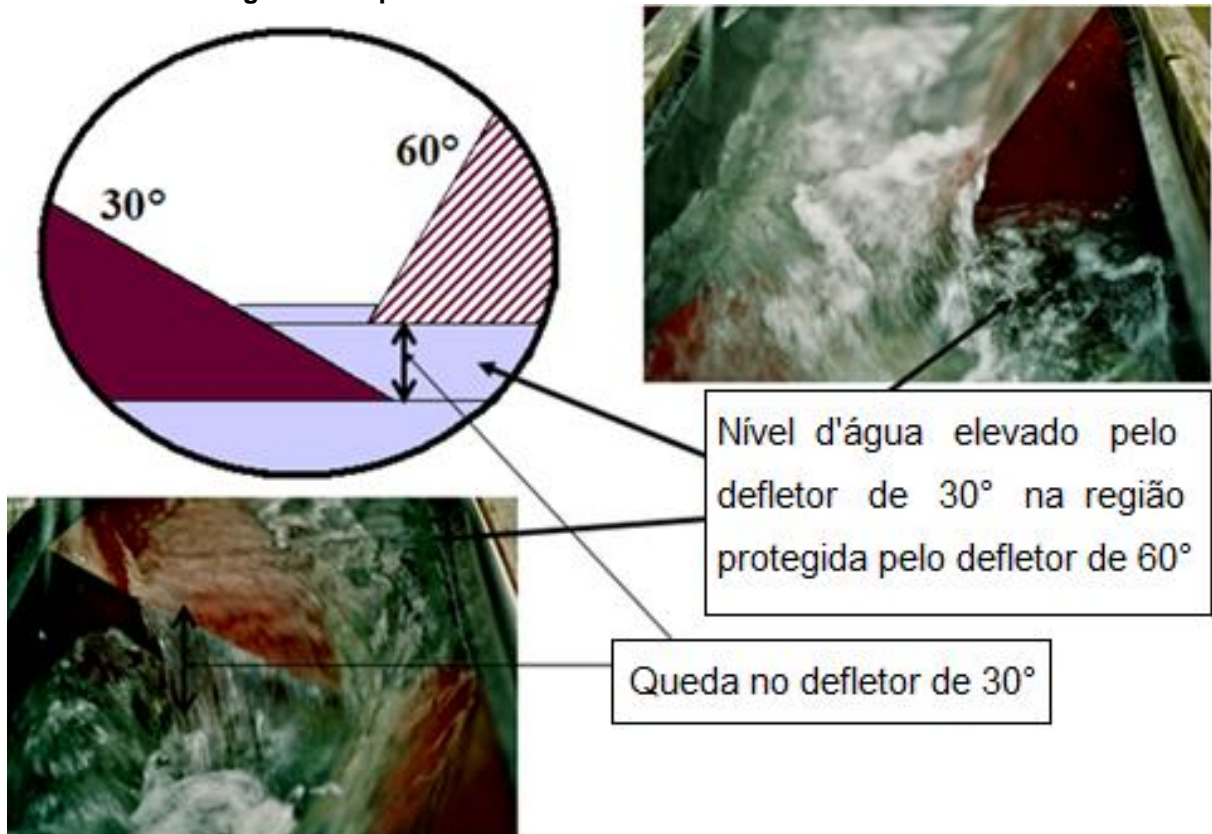 60°
30°
Nível d'água elevado pelo
defletor de 30° na região
protegida pelo defletor de 60°
Queda no defletor de 30°